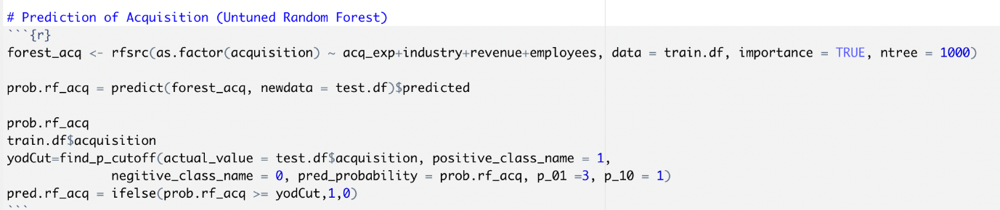 # Prediction of Acquisition (Untuned Random Forest)
```{r}
forest_acq <- rfsrc(as.factor(acquisition) ~ acq_exp+industry+revenue+employees, data = train.df, importance = TRUE, ntree = 1000)
prob.rf_acq = predict(forest_acq, newdata = test.df)$predicted
prob.rf_acq
train.df$acquisition
yodCut=find_p_cutoff(actual_value = test.df$acquisition, positive_class_name = 1,
negitive_class_name = 0, pred_probability = prob.rf_acq, p_01 =3, p_10 = 1)
pred.rf_acq = ifelse(prob.rf_acq >= yodCut,1,0)
```